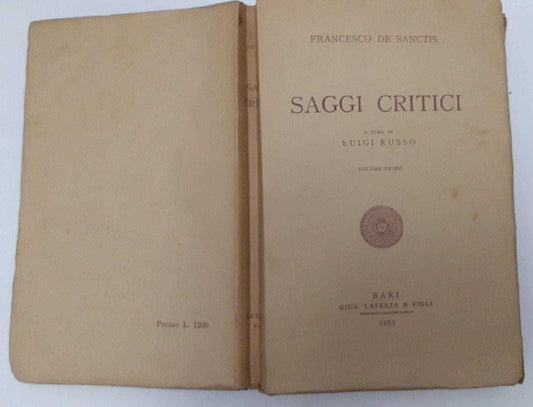 Prezzo L. 1200
FRANCESCO DE SANCTIS
SAGGI CRITICI
A CURA DI
LUIGI RUSSO
VOLUME PRIMO
BARI
GIUS. LATERZA & FIGLI
1953